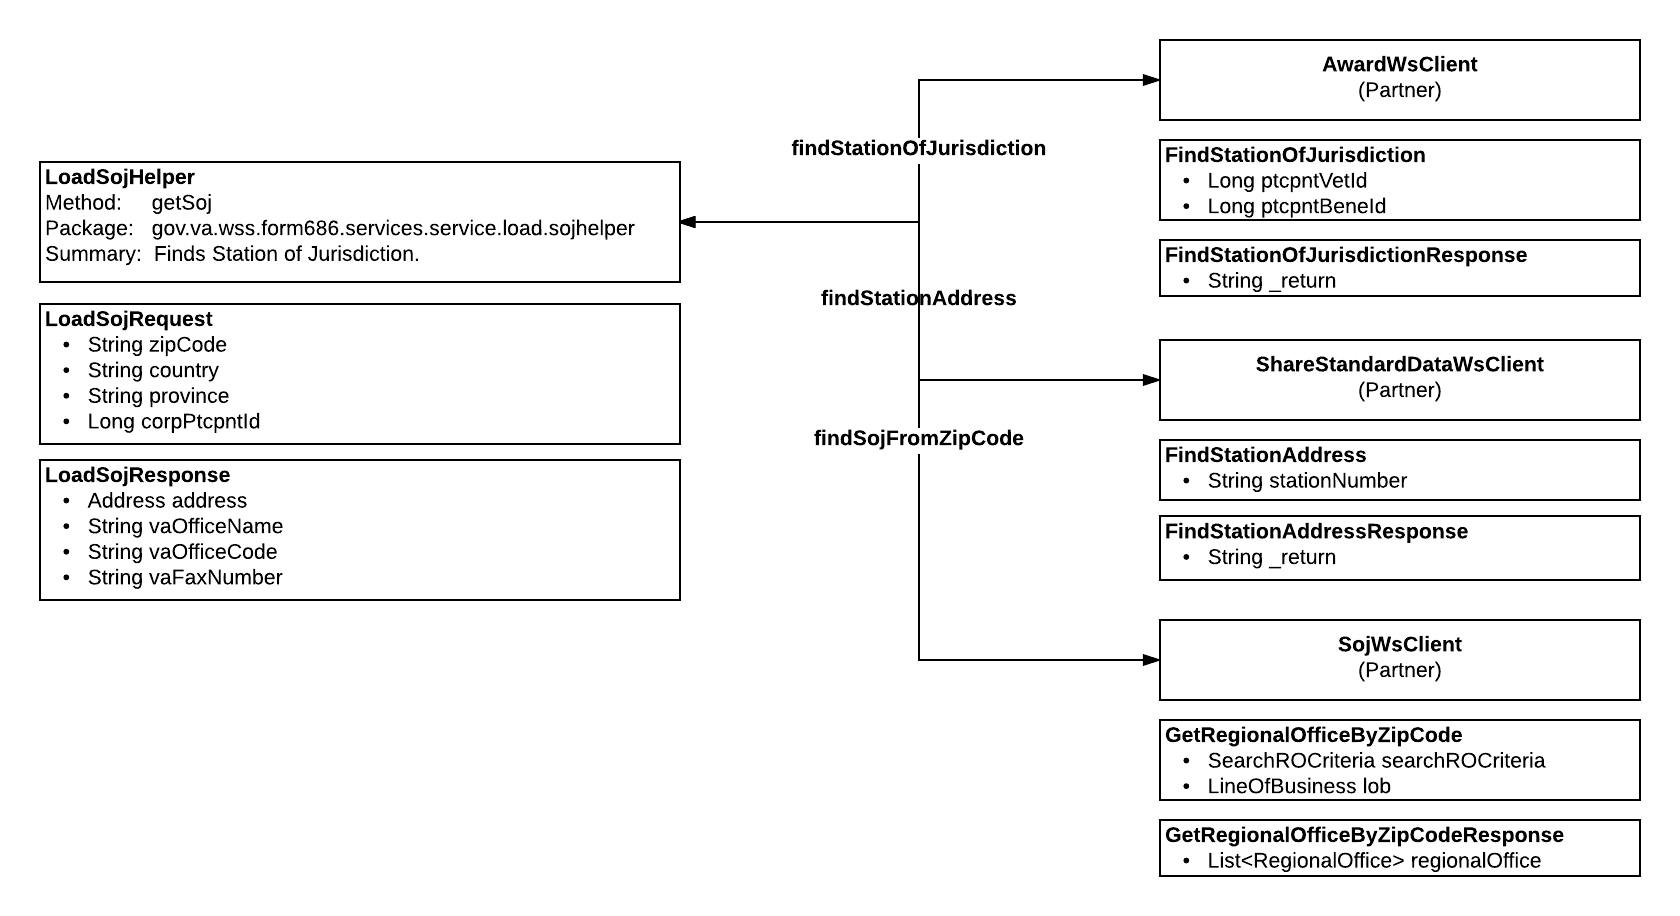 LoadSojHelper
Method: getSoj
Package: gov.va.wss.form686.services.service.load.sojhelper
Summary: Finds Station of Jurisdiction.
LoadSojRequest
• String zipCode
• String country
• String province
• Long corpPtcpntId
LoadSojResponse
• Address address
• String vaOfficeName
• String vaOfficeCode
• String vaFaxNumber
findStationOfJurisdiction
findStationAddress
findSojFromZipCode
AwardWsClient
(Partner)
FindStationOfJurisdiction
• Long ptcpntVetId
• Long ptcpntBeneId
FindStationOfJurisdictionResponse
• String _return
ShareStandardDataWsClient
(Partner)
FindStationAddress
• String stationNumber
FindStationAddressResponse
• String _return
SojWsClient
(Partner)
GetRegionalOfficeByZipCode
• SearchROCriteria searchROCriteria
• LineOfBusiness lob
GetRegionalOfficeByZipCodeResponse
• List<RegionalOffice> regionalOffice